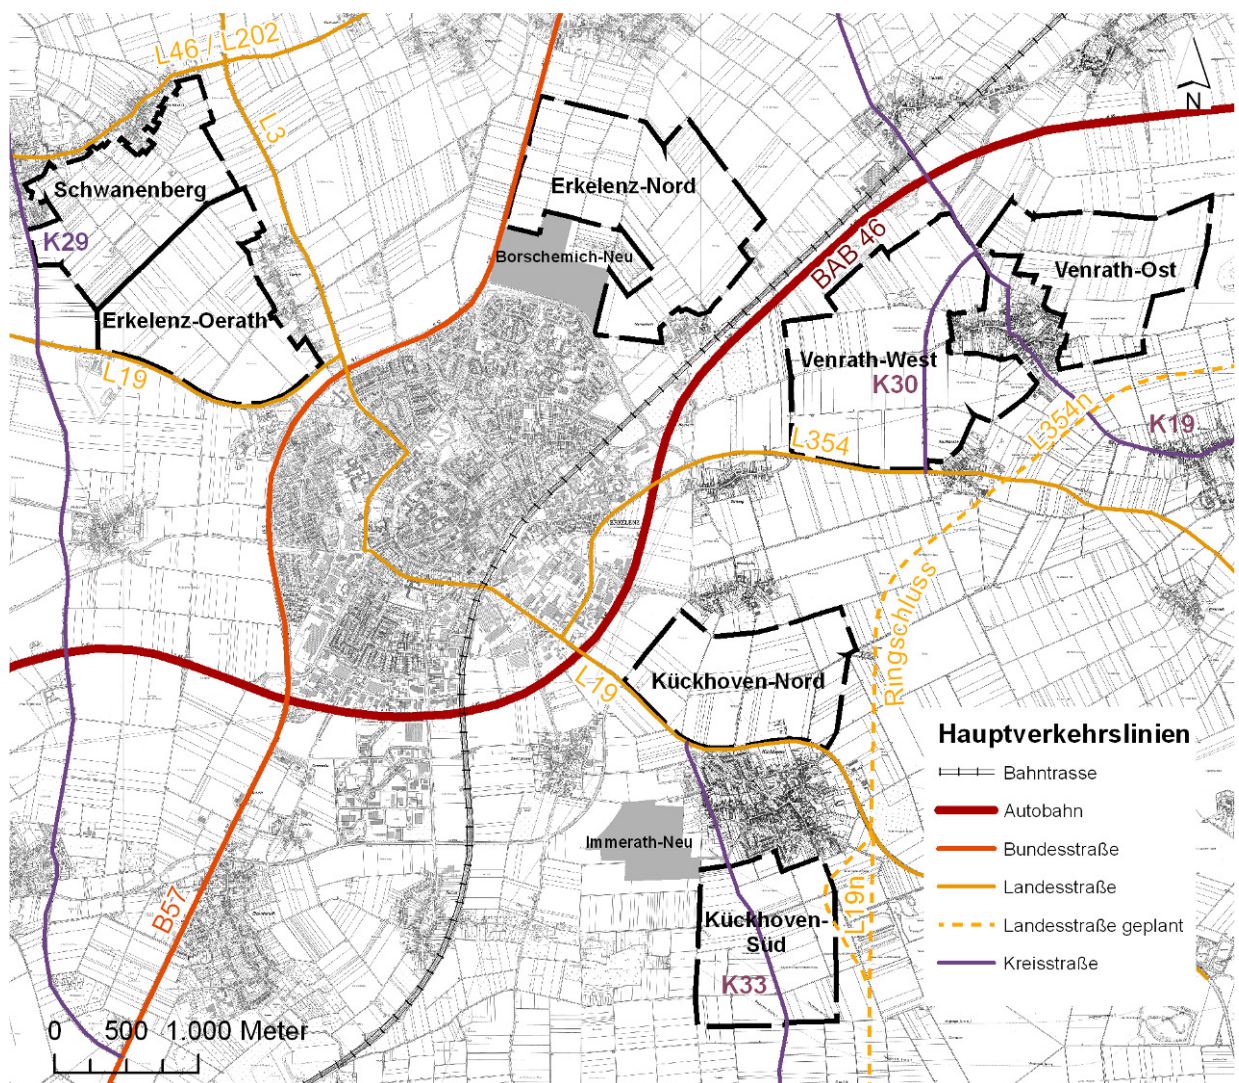 L46 / L202
L3
N
Schwanenberg
Erkelenz-Nord
K29
Borschemich-Neu
BAB 46
Venrath-Ost
Erkelenz-Oerath
L19
Venrath-West
K30
L354n
K19
L354
ERKELENZ
Ringschluss
L19
Kückhoven-Nord
Hauptverkehrslinien
Bahntrasse
Autobahn
Bundesstraße
Landesstraße
Landesstraße geplant
Kreisstraße
Immerath-Neu
B57
L19n
Kückhoven-
Süd
K33
0 500 1.000 Meter